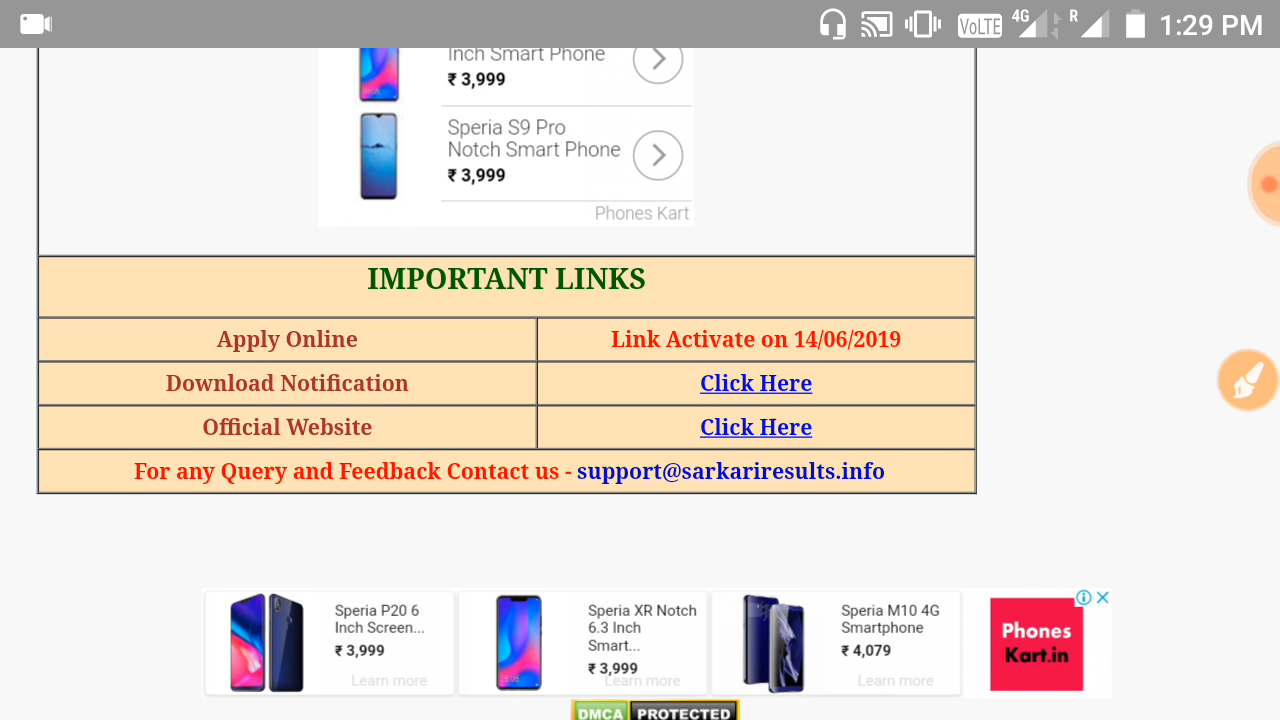 4G R VoLTE 1:29 PM
Inch Smart Phone
₹ 3,999
Speria S9 Pro
Notch Smart Phone
₹ 3,999
Phones Kart
IMPORTANT LINKS
Apply Online Link Activate on 14/06/2019
Download Notification Click Here
Official Website Click Here
For any Query and Feedback Contact us - support@sarkariresults.info
Speria P20 6
Inch Screen...
₹ 3,999
Learn more
Speria XR Notch
6.3 Inch
Smart...
₹ 3,999
Learn more
Speria M10 4G
Smartphone
₹ 4,079
Learn more
Phones
Kart.in
DMCA PROTECTED